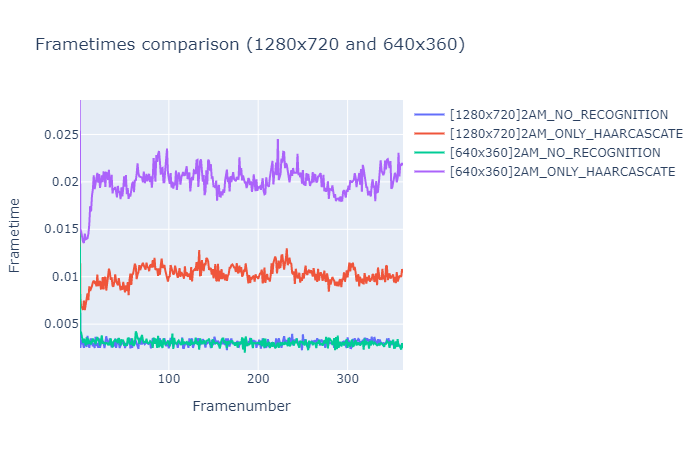 Frametimes comparison (1280x720 and 640x360)
[1280x720]2AM_NO_RECOGNITION
[1280x720]2AM_ONLY_HAARCASCATE
[640x360]2AM_NO_RECOGNITION
[640x360]2AM_ONLY_HAARCASCATE
0.025
0.02
0.015
0.01
0.005
Frametime
100
200
300
Framenumber